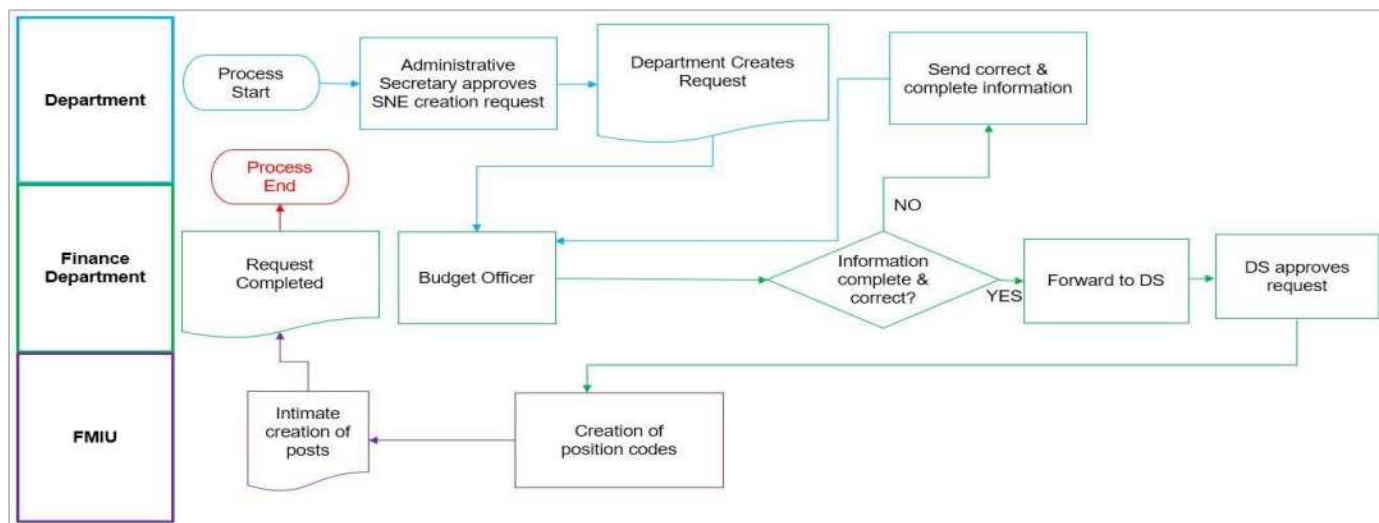 Department
Process
Start
Administrative
Secretary approves
SNE creation request
Department Creates
Request
Send correct &
complete information
Process
End
Finance
Department
Request
Completed
Budget Officer
Information
complete &
correct?
NO
YES
Forward to DS
DS approves
request
FMIU
Intimate
creation of
posts
Creation of
position codes